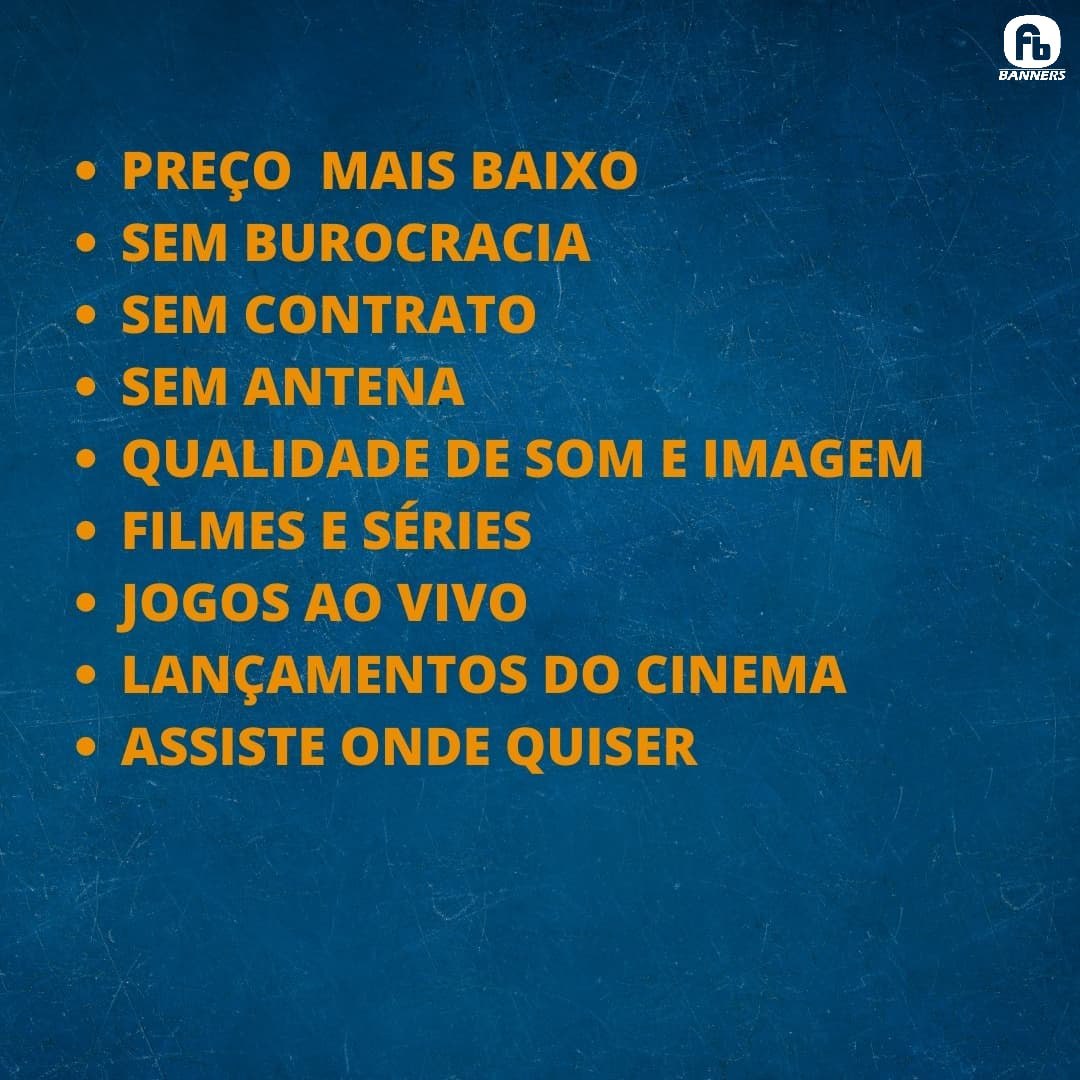 fb
BANNERS
• PREÇO  MAIS BAIXO
• SEM BUROCRACIA
• SEM CONTRATO
• SEM ANTENA
• QUALIDADE DE SOM E IMAGEM
• FILMES E SÉRIES
• JOGOS AO VIVO
• LANÇAMENTOS DO CINEMA
• ASSISTE ONDE QUISER